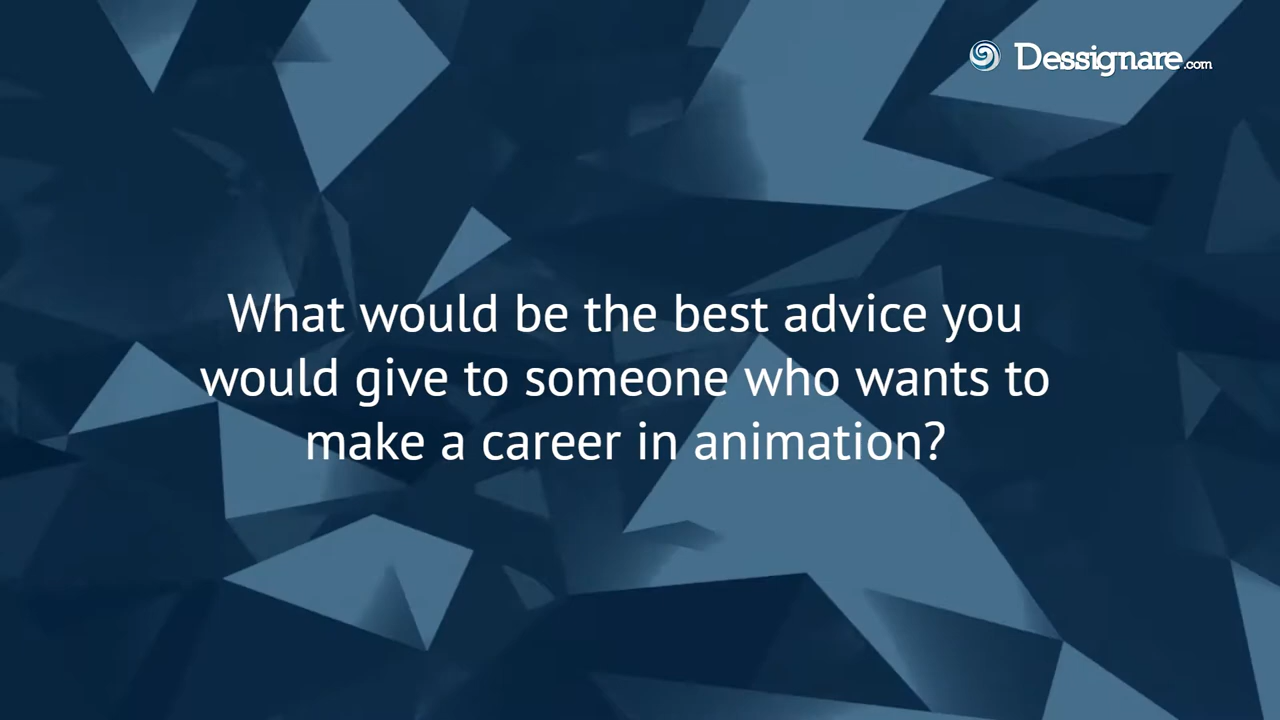 Dessignare.com
What would be the best advice you
would give to someone who wants to
make a career in animation?